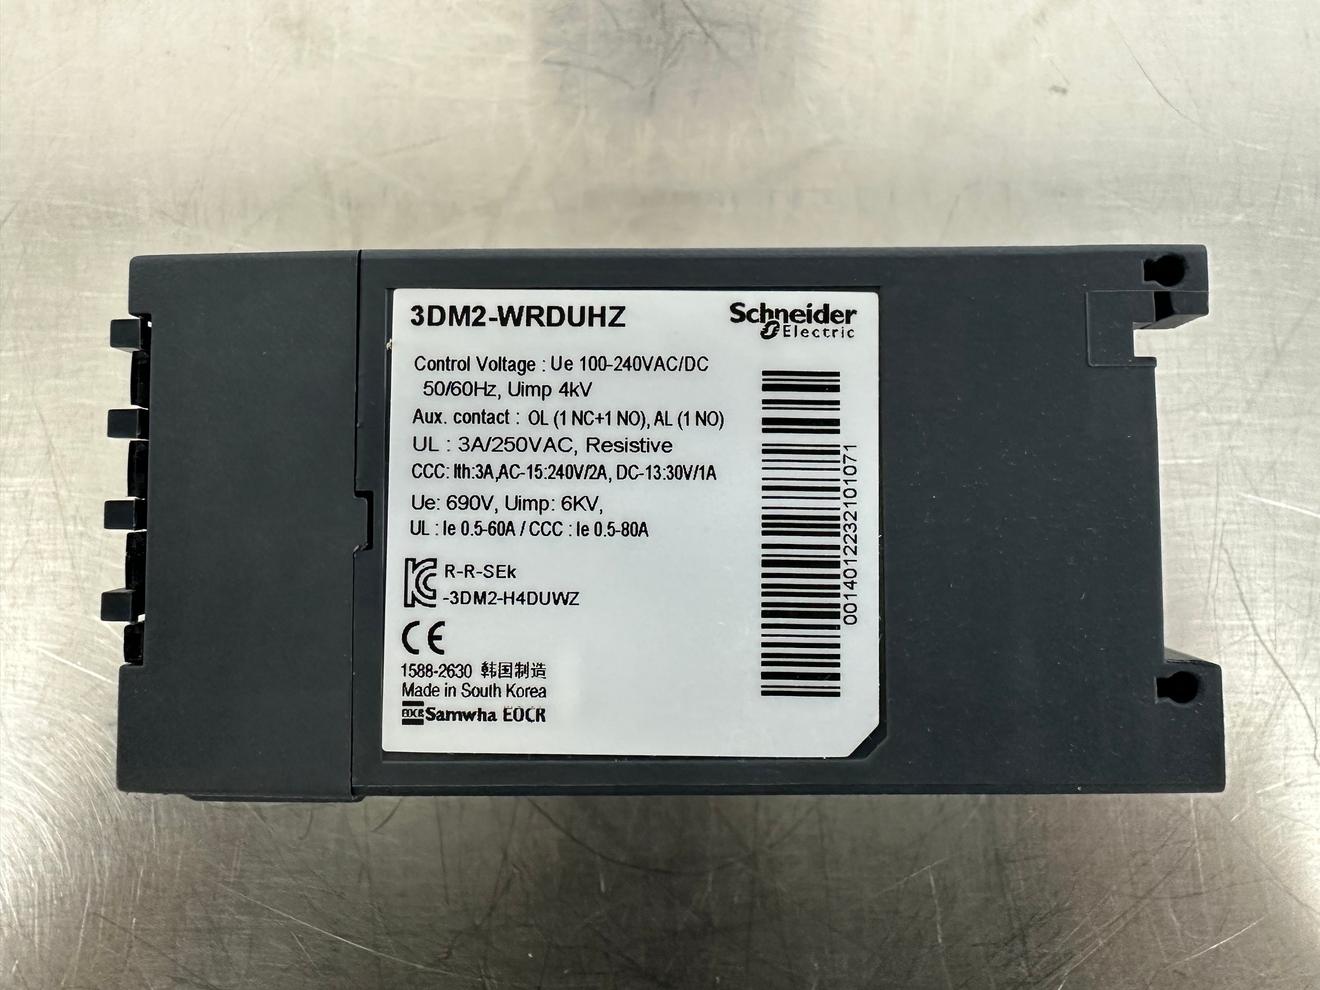 3DM2-WRDUHZ
Schneider
Electric
Control Voltage : Ue 100-240VAC/DC
50/60Hz, Uimp 4kV
Aux. contact : OL (1 NC+1 NO), AL (1 NO)
UL : 3A/250VAC, Resistive
CCC: Ith:3A,AC-15:240V/2A, DC-13:30V/1A
Ue: 690V, Uimp: 6KV,
UL : Ie 0.5-60A / CCC : Ie 0.5-80A
R-R-SEk
-3DM2-H4DUWZ
CE
1588-2630 韩国制造
Made in South Korea
EOCR Samwha EOCR
0014012232101071